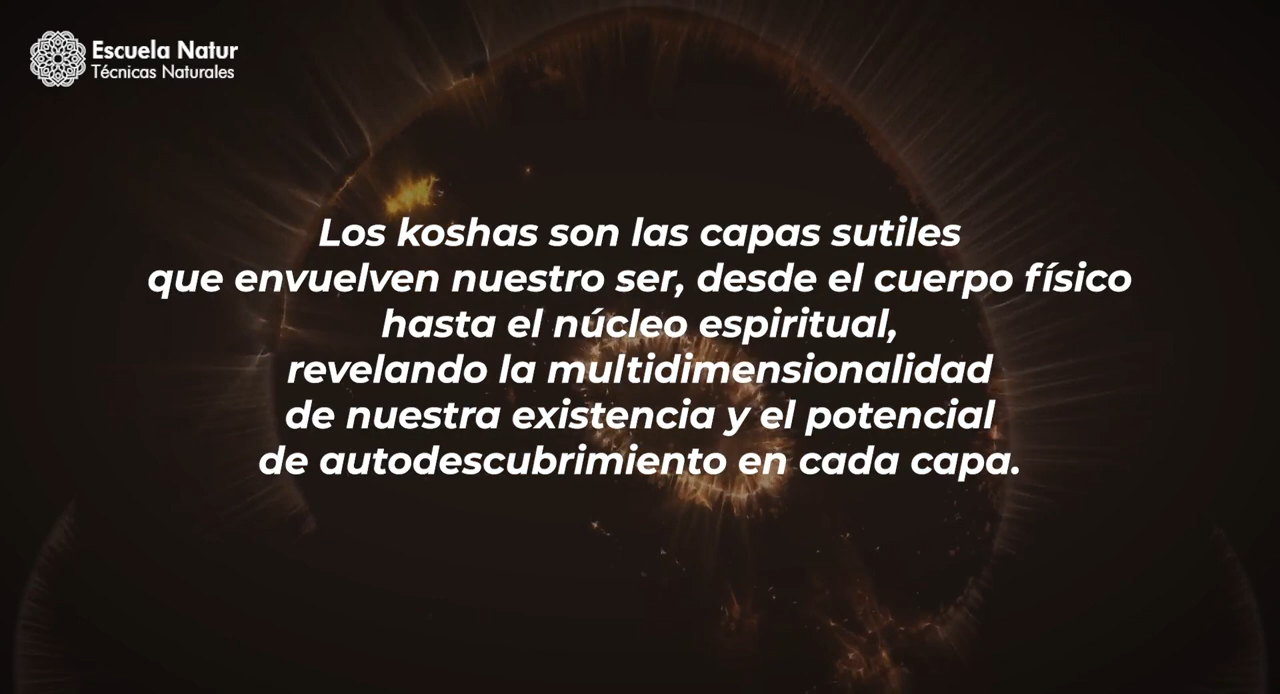 Escuela Natur
Técnicas Naturales
Los koshas son las capas sutiles
que envuelven nuestro ser, desde el cuerpo físico
hasta el núcleo espiritual,
revelando la multidimensionalidad
de nuestra existencia y el potencial
de autodescubrimiento en cada capa.